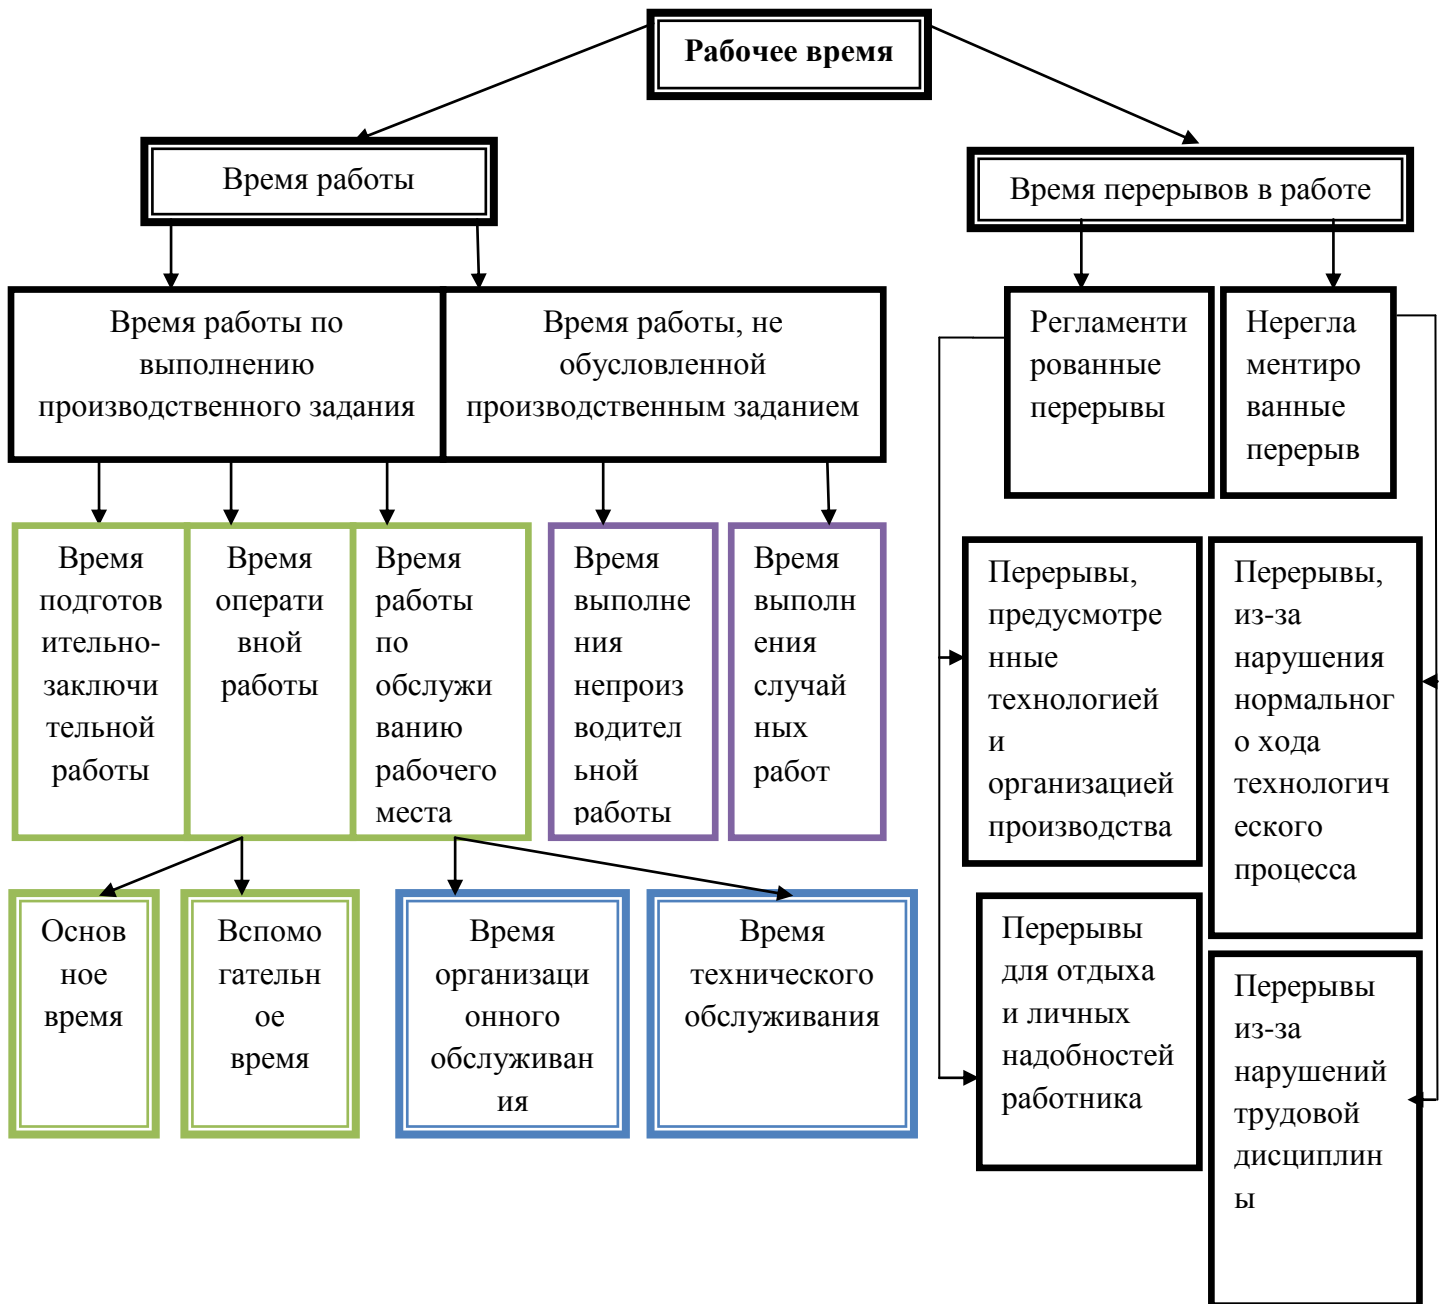 Рабочее время
Время работы
Время перерывов в работе
Время работы по
выполнению
производственного задания
Время работы, не
обусловленной
производственным заданием
Регламенти
рованные
перерывы
Нерегла
ментиро
ванные
перерыв
Время
подготов
ительно-
заключи
тельной
работы
Время
операти
вной
работы
Время
работы
по
обслужи
ванию
рабочего
места
Время
выполне
ния
непроиз
водител
ьной
работы
Время
выполн
ения
случай
ных
работ
Перерывы,
предусмотре
нные
технологией
и
организацией
производства
Перерывы,
из-за
нарушения
нормальног
о хода
технологич
еского
процесса
Основ
ное
время
Вспомо
гательн
ое
время
Время
организаци
онного
обслуживан
ия
Время
технического
обслуживания
Перерывы
для отдыха
и личных
надобностей
работника
Перерывы
из-за
нарушений
трудовой
дисциплин
ы